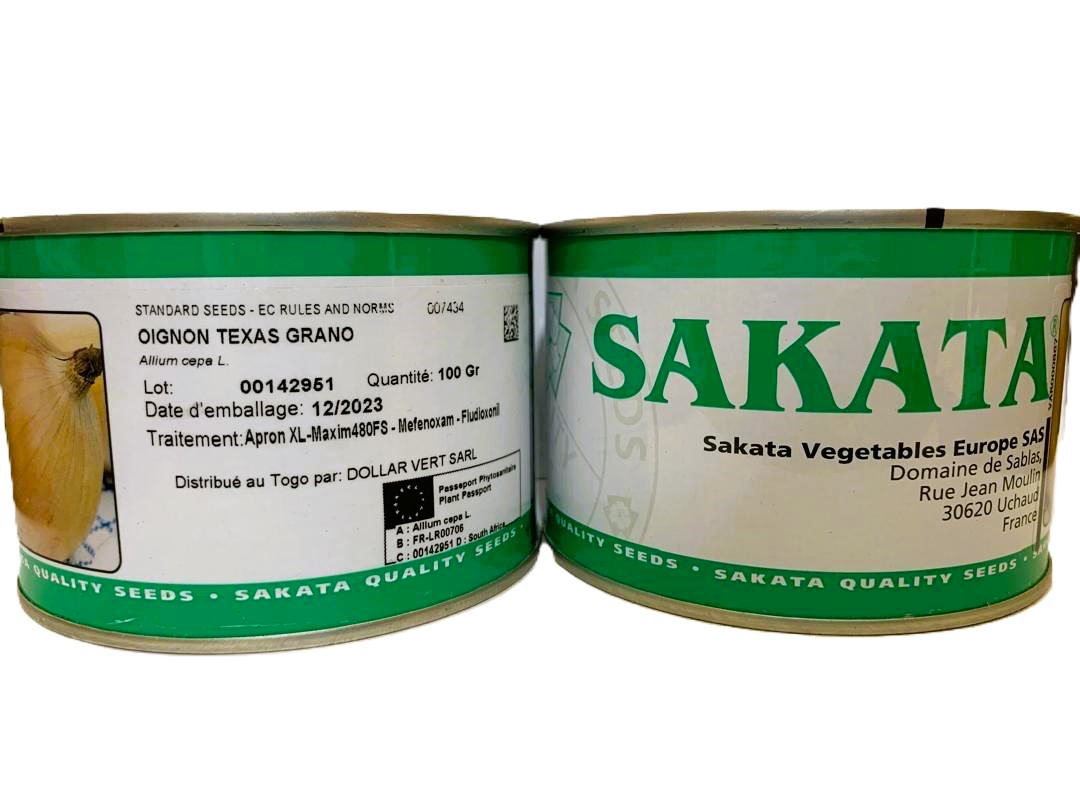 STANDARD SEEDS - EC RULES AND NORMS 007434
OIGNON TEXAS GRANO
Allium cepa L.
Lot: 00142951 Quantité: 100 Gr
Date d'emballage: 12/2023
Traitement: Apron XL-Maxim480FS - Mefenoxam - Fludioxonil
Distribué au Togo par: DOLLAR VERT SARL
Passeport Phytosanitaire
Plant Passport
A : Allium cepa L.
B : FR-LR00706
C : 00142951 D : South Africa
QUALITY SEEDS • SAKATA QUALITY SEEDS
SAKATA
Sakata Vegetables Europe SAS
Domaine de Sablas,
Rue Jean Moulin
30620 Uchaud
France
QUALITY SEEDS • SAKATA QUALITY SEEDS •